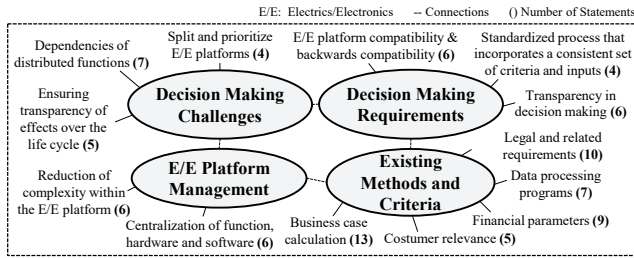 E/E: Electrics/Electronics -- Connections () Number of Statements
Dependencies of
distributed functions (7)
Split and prioritize
E/E platforms (4)
E/E platform compatibility &
backwards compatibility (6)
Standardized process that
incorporates a consistent set
of criteria and inputs (4)
Ensuring
transparency of
effects over the
life cycle (5)
Decision Making
Challenges
Decision Making
Requirements
Transparency in
decision making (6)
Legal and related
requirements (10)
Reduction of
complexity within
the E/E platform (6)
E/E Platform
Management
Existing
Methods and
Criteria
Data processing
programs (7)
Centralization of function,
hardware and software (6)
Business case
calculation (13)
Costumer relevance (5)
Financial parameters (9)